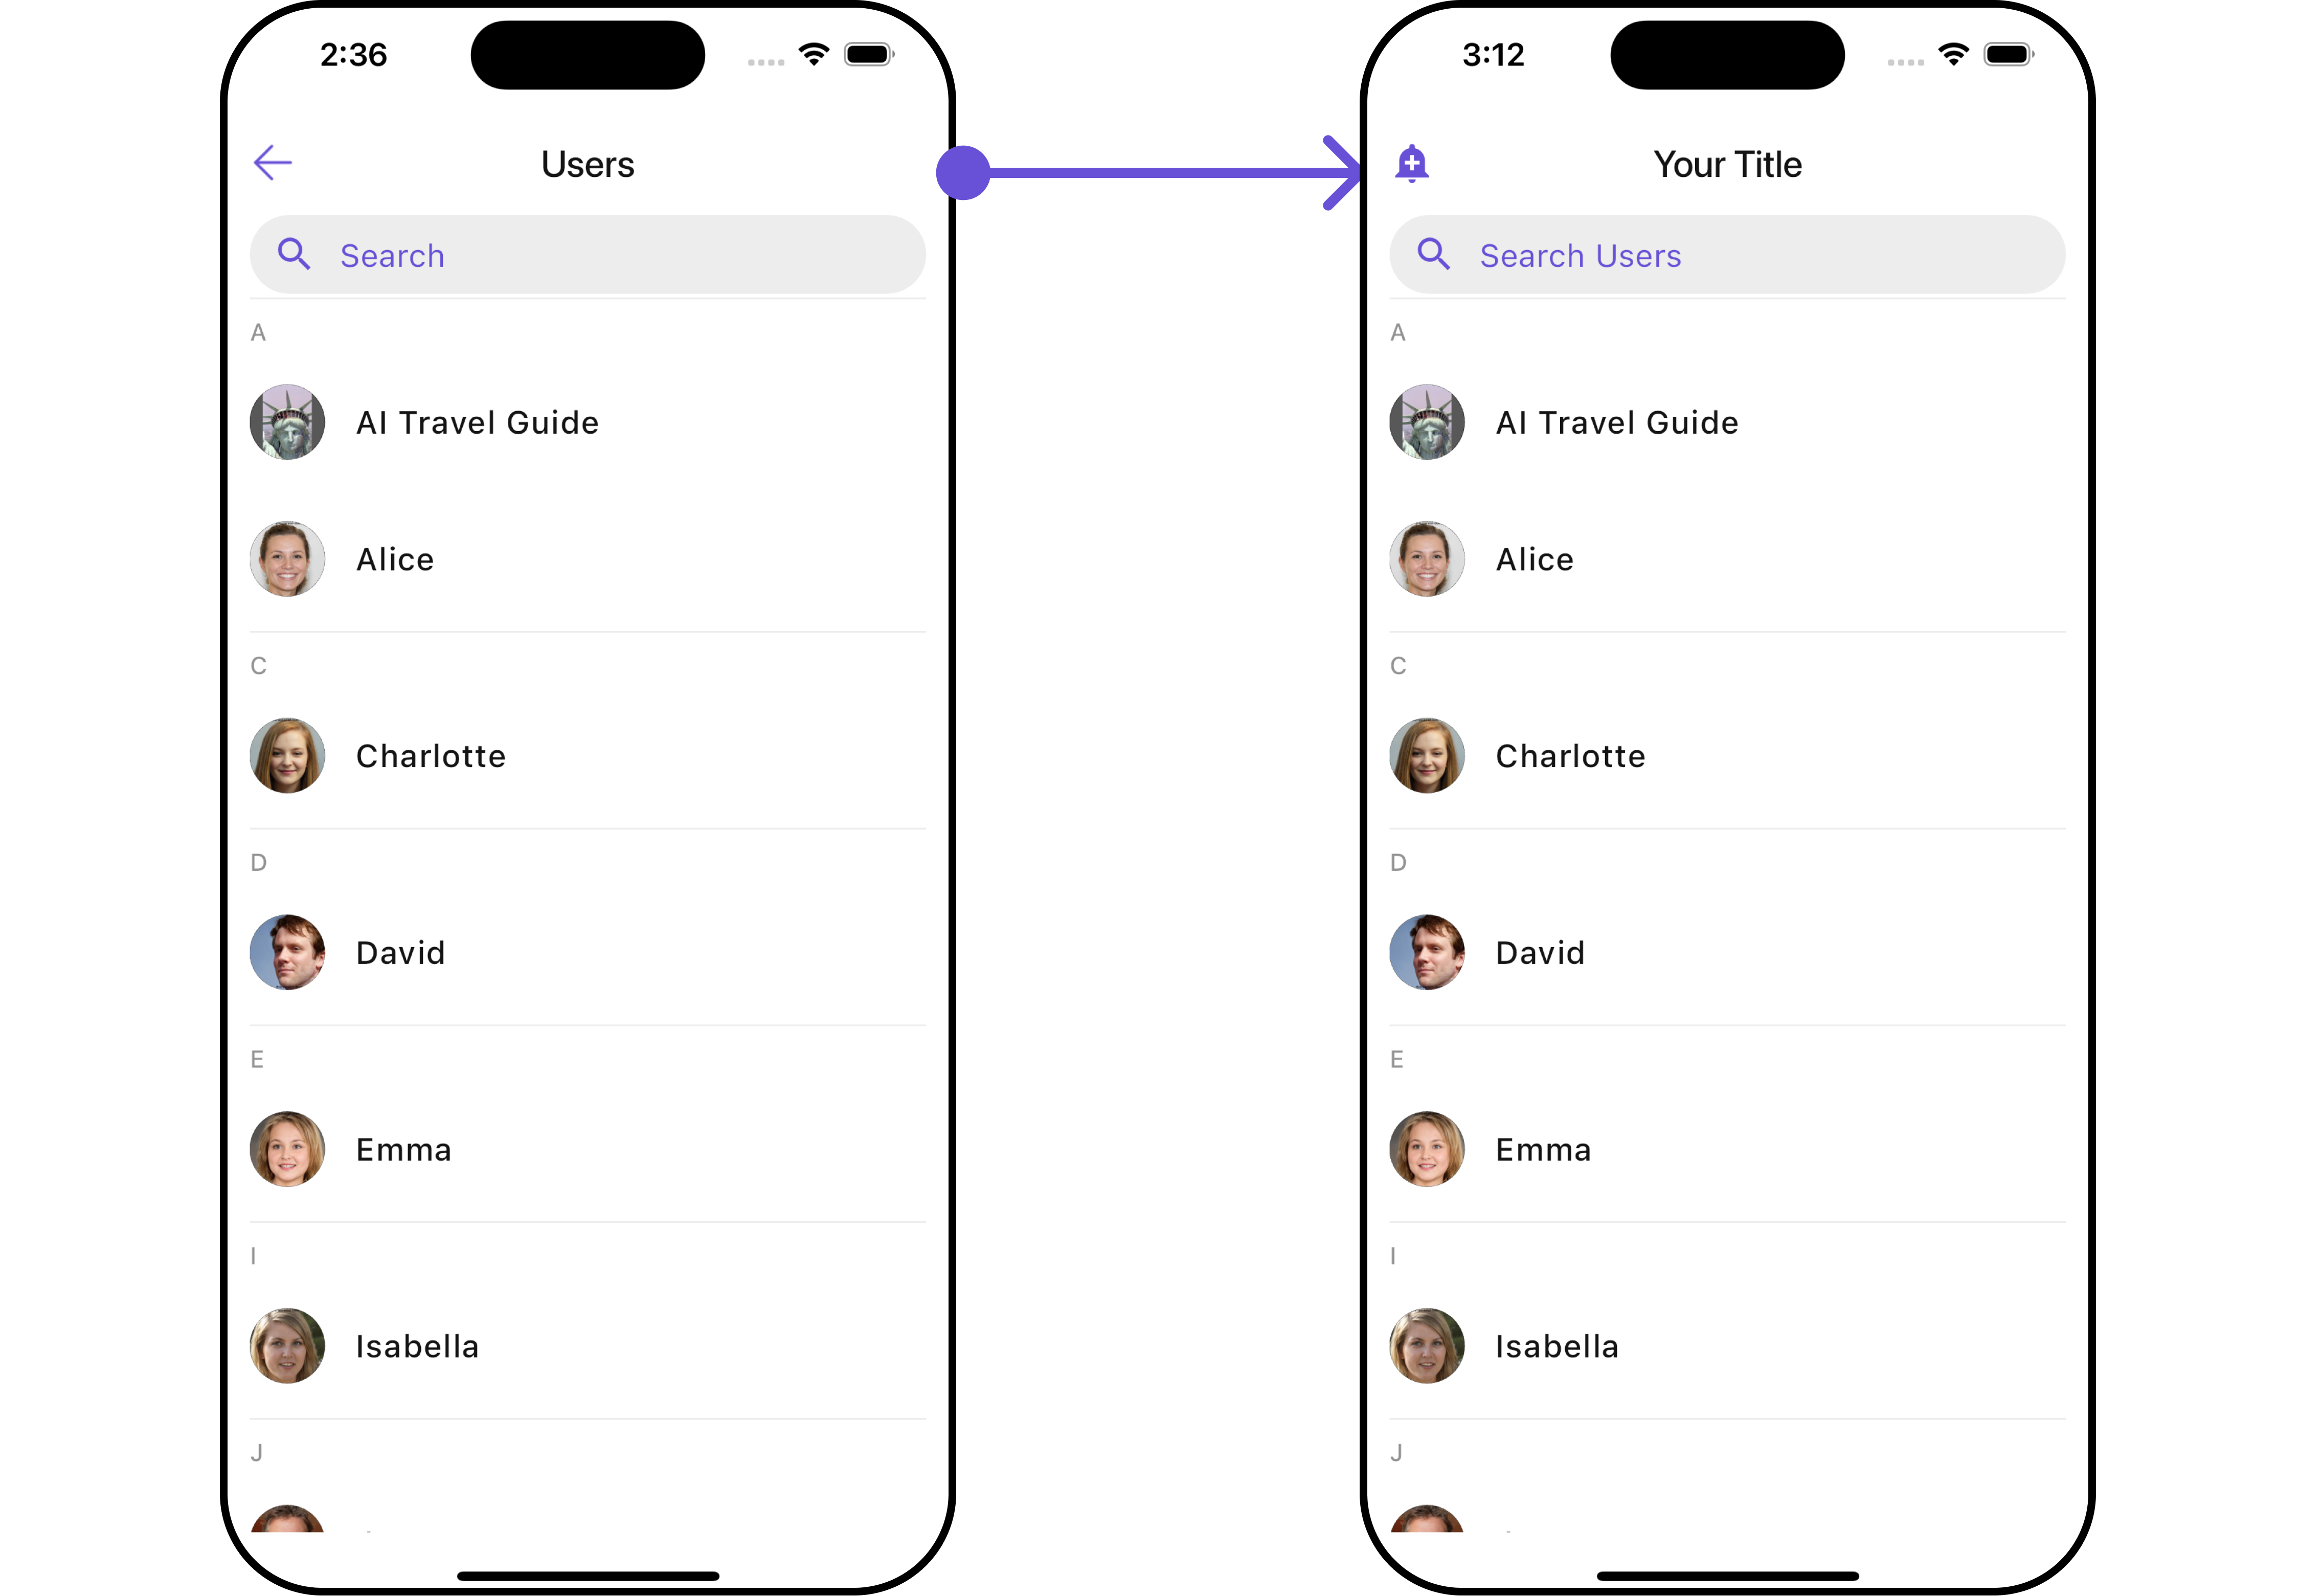 2:36
Users
Search
A
AI Travel Guide
Alice
C
Charlotte
D
David
E
Emma
I
Isabella
J
3:12
Your Title
Search Users
A
AI Travel Guide
Alice
C
Charlotte
D
David
E
Emma
I
Isabella
J